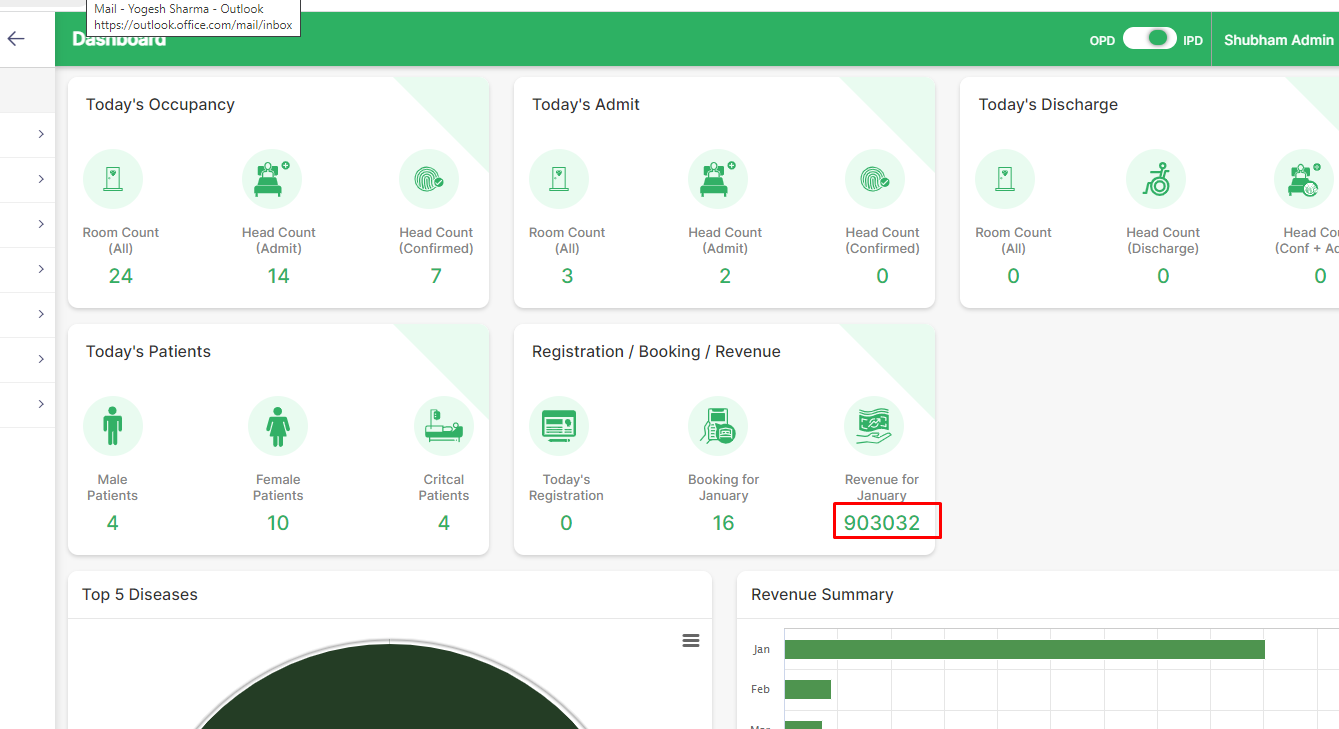 Mail - Yogesh Sharma - Outlook
https://outlook.office.com/mail/inbox
Dashboard
OPD
IPD
Shubham Admin
Today's Occupancy
Room Count
(All)
24
Head Count
(Admit)
14
Head Count
(Confirmed)
7
Today's Admit
Room Count
(All)
3
Head Count
(Admit)
2
Head Count
(Confirmed)
0
Today's Discharge
Room Count
(All)
0
Head Count
(Discharge)
0
Head Cou
(Conf + Ad
0
Today's Patients
Male
Patients
4
Female
Patients
10
Critcal
Patients
4
Registration / Booking / Revenue
Today's
Registration
0
Booking for
January
16
Revenue for
January
903032
Top 5 Diseases
Revenue Summary
Jan
Feb
Mar